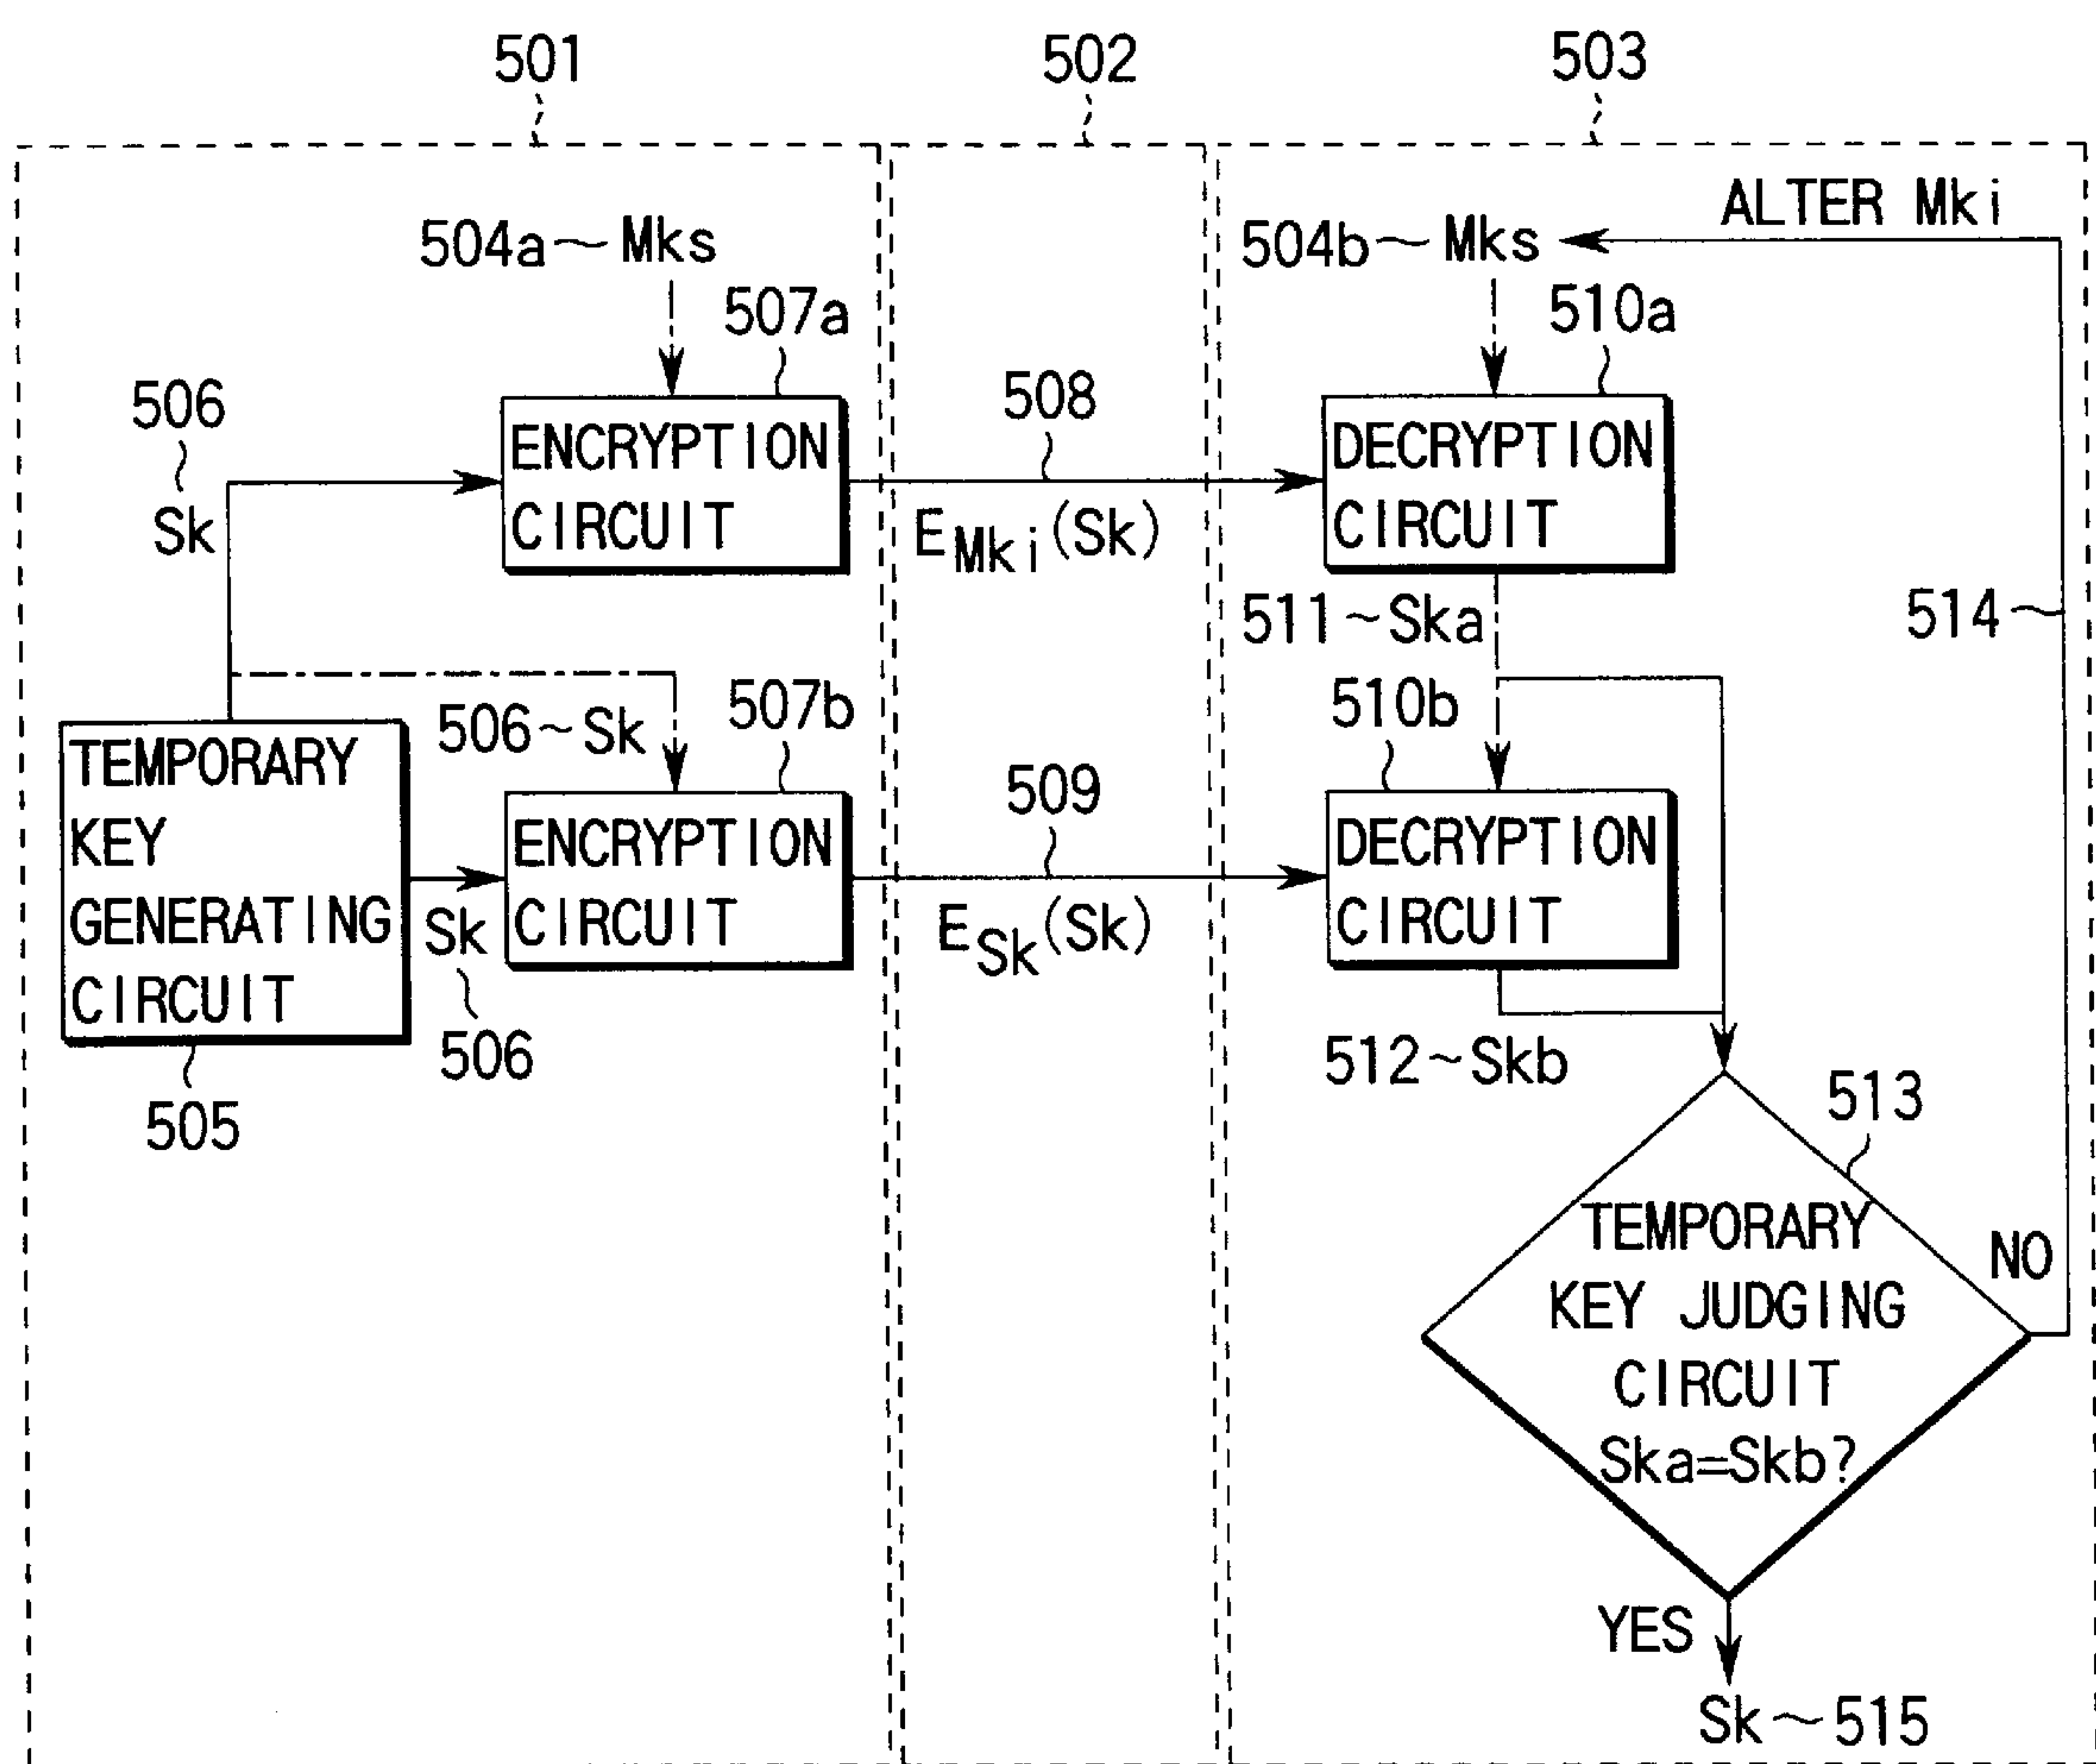 501
502
503
ALTER Mki
504a~Mks
504b~Mks
507a
510a
506
508
ENCRYPTION
CIRCUIT
DECRYPTION
CIRCUIT
Sk
EMki(Sk)
511~Ska
514
506~Sk
507b
510b
509
TEMPORARY
KEY
GENERATING
CIRCUIT
ENCRYPTION
CIRCUIT
DECRYPTION
CIRCUIT
Sk
ESk(Sk)
506
512~Skb
505
513
TEMPORARY
KEY JUDGING
CIRCUIT
Ska=Skb?
NO
YES
Sk~515